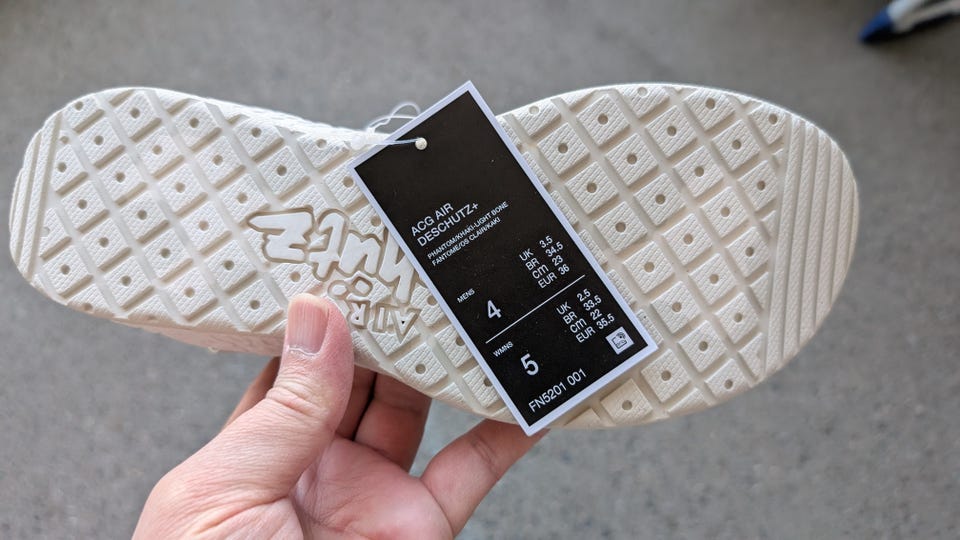 ACG AIR
DESCHUTZ+
PHANTOM/KHAKI-LIGHT BONE
FANTOME/OS CLAIR/KAKI
MENS
4
UK 3.5
BR 34.5
CM 23
EUR 36
WMNS
5
UK 2.5
BR 33.5
CM 22
EUR 35.5
FN5201 001
AIR
hutz